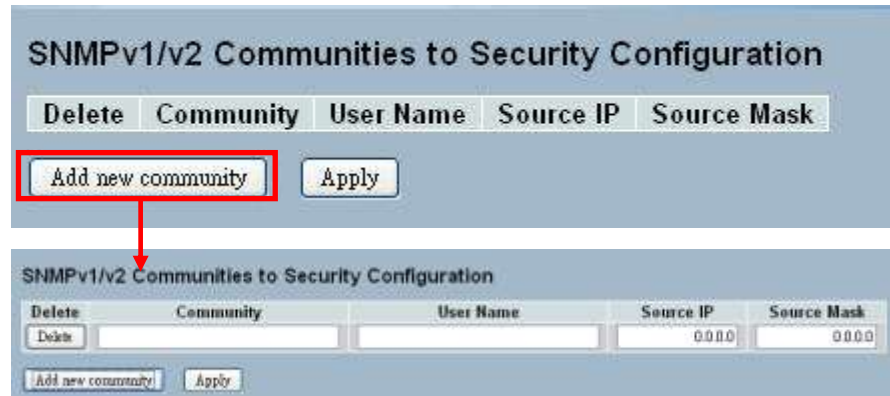 SNMPv1/v2 Communities to Security Configuration
Delete Community User Name Source IP Source Mask
Add new community Apply
SNMPv1/v2 Communities to Security Configuration
Delete Community User Name Source IP Source Mask
Delete 0.0.0.0 0.0.0.0
Add new community Apply